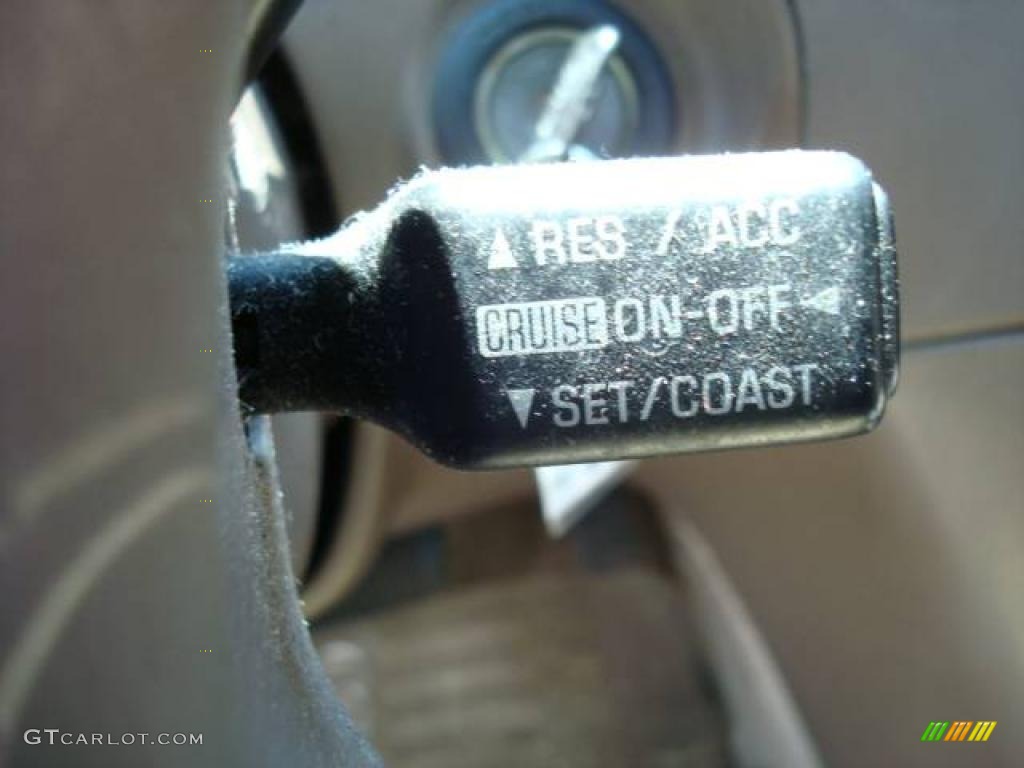 ▲ RES / ACC
CRUISE ON-OFF ◄
▼ SET/COAST
GTCARLOT.COM